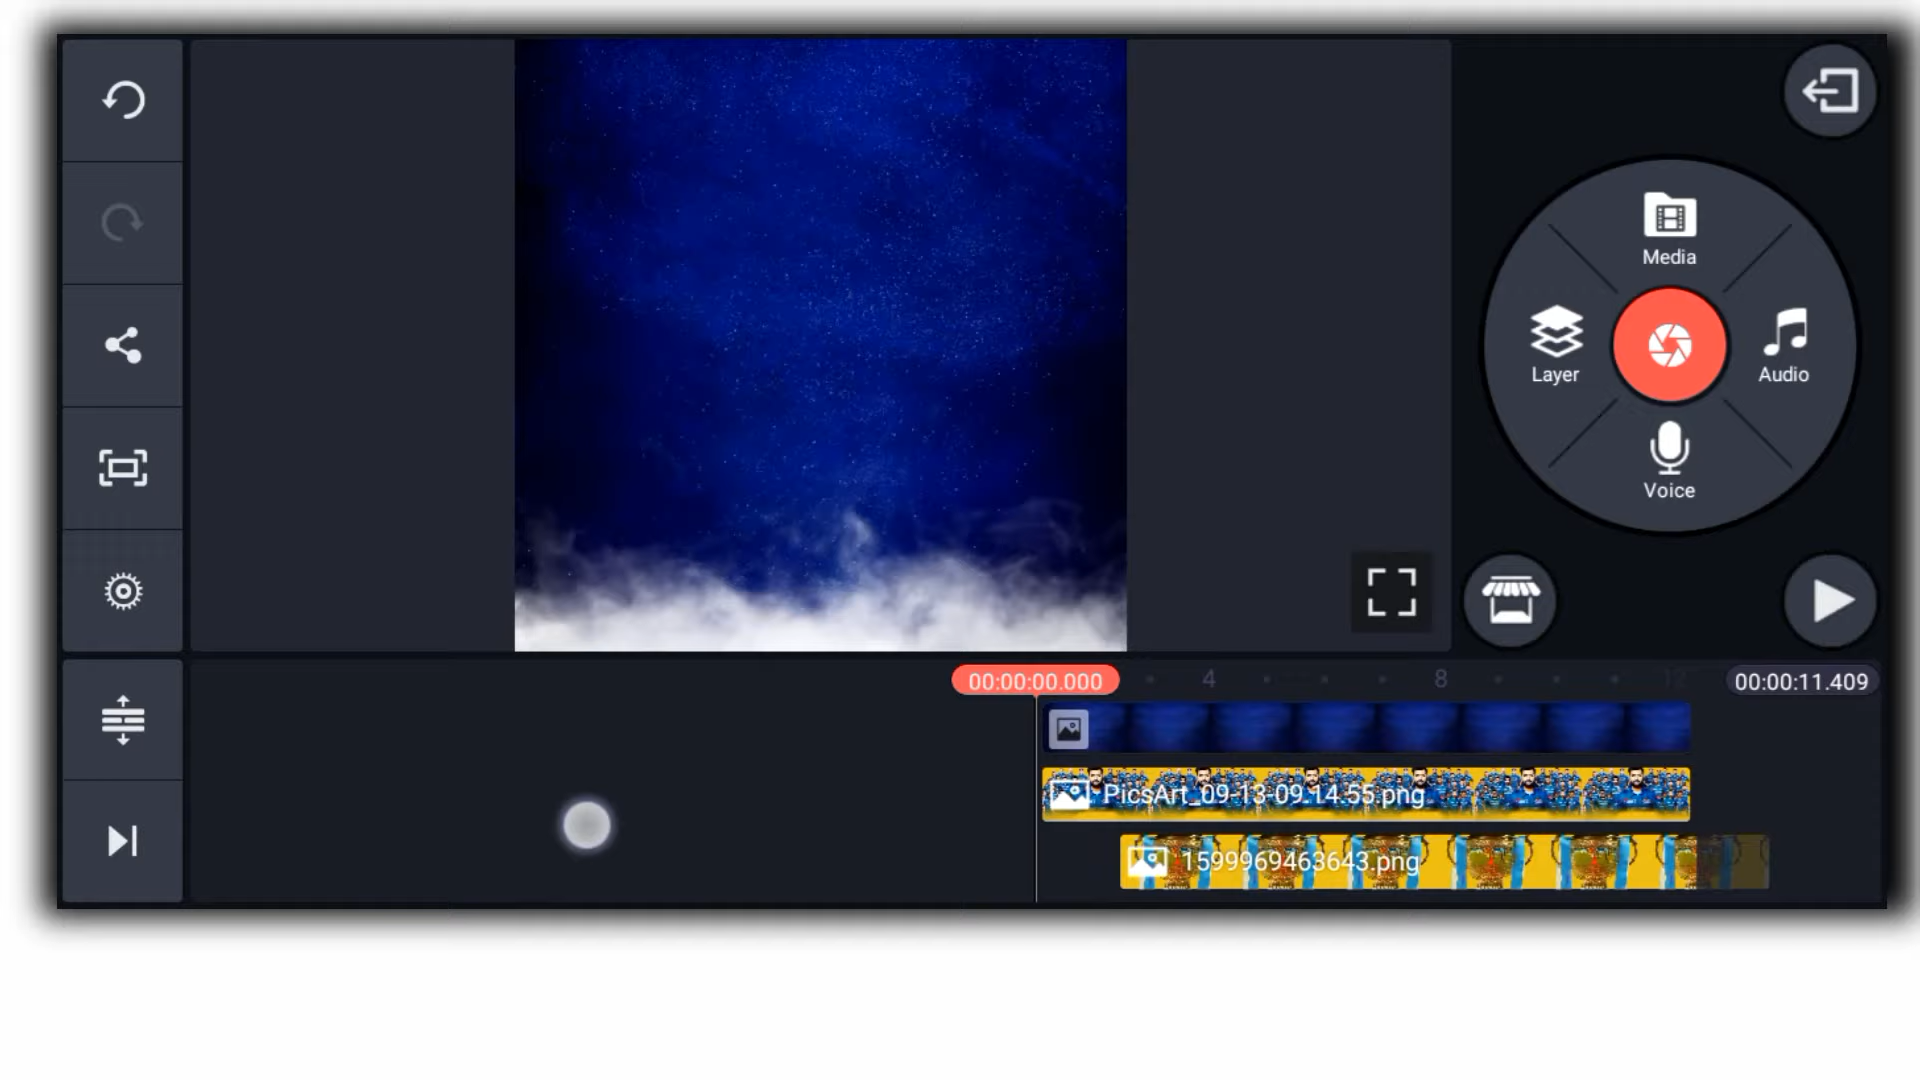 Media
Layer
Audio
Voice
00:00:00.000
4
8
12
00:00:11.409
PicsArt_09-13-09.14.55.png
1599969463643.png